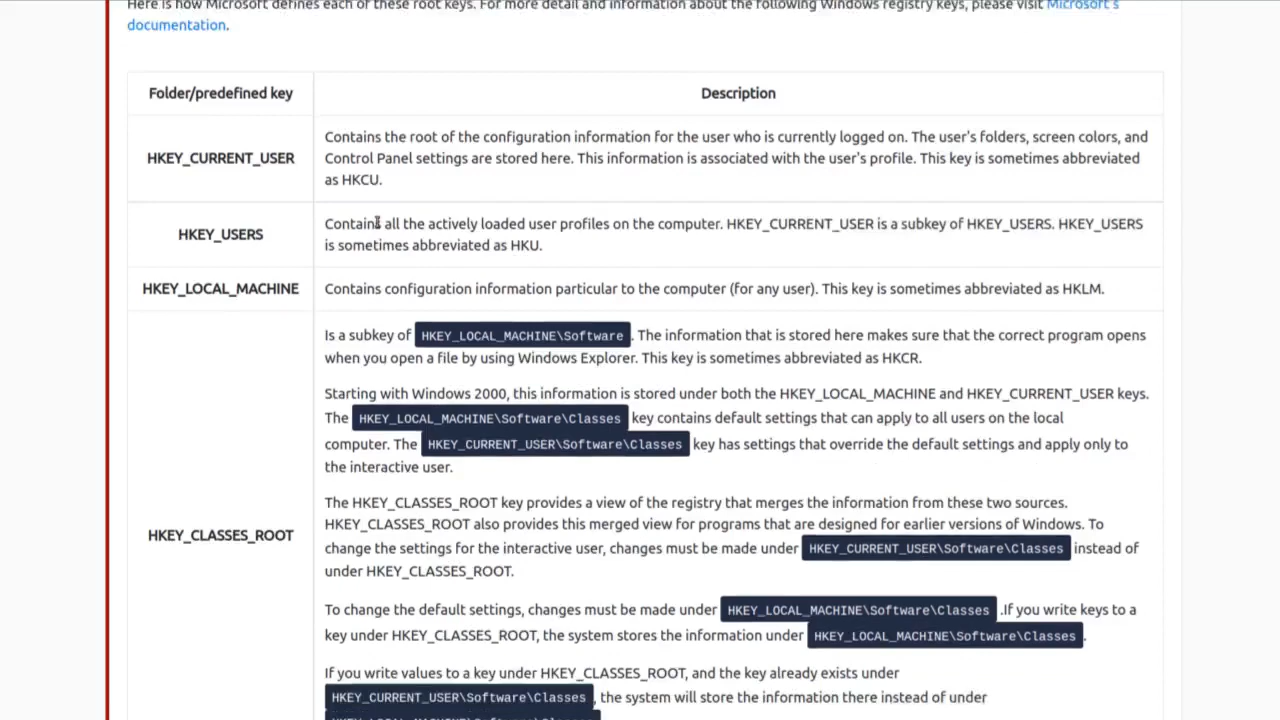 Here is how Microsoft defines each of these root keys. For more detail and information about the following Windows registry keys, please visit Microsoft's
documentation.
Folder/predefined key
Description
HKEY_CURRENT_USER
Contains the root of the configuration information for the user who is currently logged on. The user's folders, screen colors, and
Control Panel settings are stored here. This information is associated with the user's profile. This key is sometimes abbreviated
as HKCU.
HKEY_USERS
Contains all the actively loaded user profiles on the computer. HKEY_CURRENT_USER is a subkey of HKEY_USERS. HKEY_USERS
is sometimes abbreviated as HKU.
HKEY_LOCAL_MACHINE
Contains configuration information particular to the computer (for any user). This key is sometimes abbreviated as HKLM.
HKEY_CLASSES_ROOT
Is a subkey of HKEY_LOCAL_MACHINE\Software . The information that is stored here makes sure that the correct program opens
when you open a file by using Windows Explorer. This key is sometimes abbreviated as HKCR.
Starting with Windows 2000, this information is stored under both the HKEY_LOCAL_MACHINE and HKEY_CURRENT_USER keys.
The HKEY_LOCAL_MACHINE\Software\Classes key contains default settings that can apply to all users on the local
computer. The HKEY_CURRENT_USER\Software\Classes key has settings that override the default settings and apply only to
the interactive user.
The HKEY_CLASSES_ROOT key provides a view of the registry that merges the information from these two sources.
HKEY_CLASSES_ROOT also provides this merged view for programs that are designed for earlier versions of Windows. To
change the settings for the interactive user, changes must be made under HKEY_CURRENT_USER\Software\Classes instead of
under HKEY_CLASSES_ROOT.
To change the default settings, changes must be made under HKEY_LOCAL_MACHINE\Software\Classes .If you write keys to a
key under HKEY_CLASSES_ROOT, the system stores the information under HKEY_LOCAL_MACHINE\Software\Classes .
If you write values to a key under HKEY_CLASSES_ROOT, and the key already exists under
HKEY_CURRENT_USER\Software\Classes , the system will store the information there instead of under